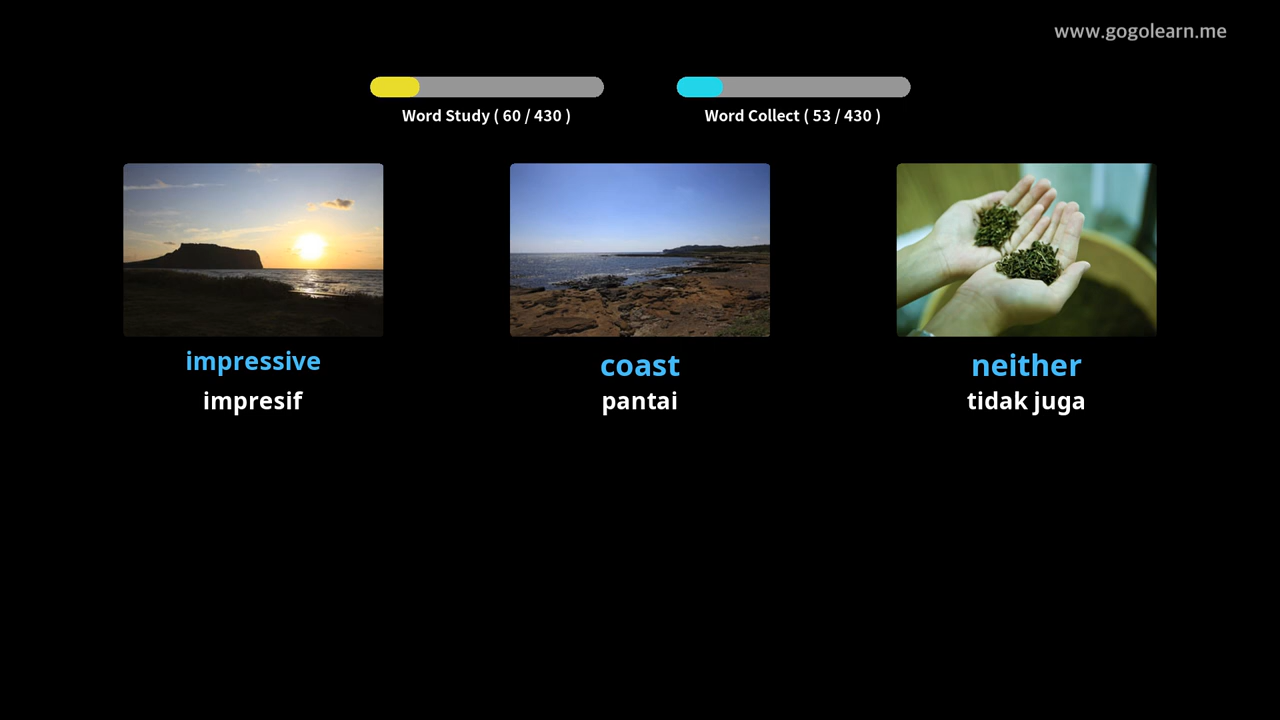 www.gogolearn.me
Word Study ( 60 / 430 )
Word Collect ( 53 / 430 )
impressive
impresif
coast
pantai
neither
tidak juga